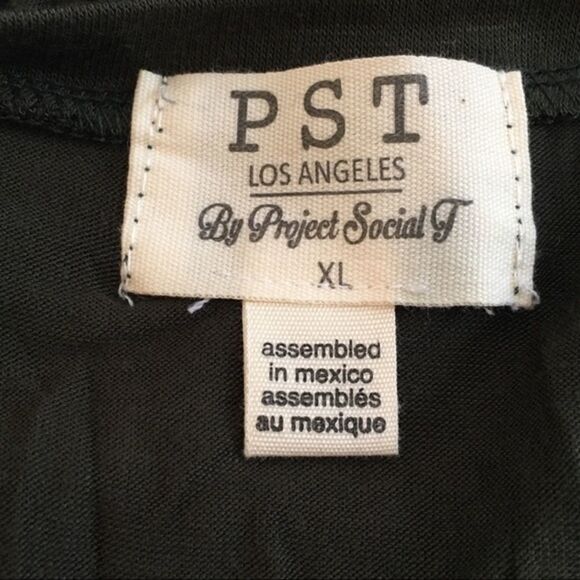 PST
LOS ANGELES
By Project Social T
XL
assembled
in mexico
assemblés
au mexique